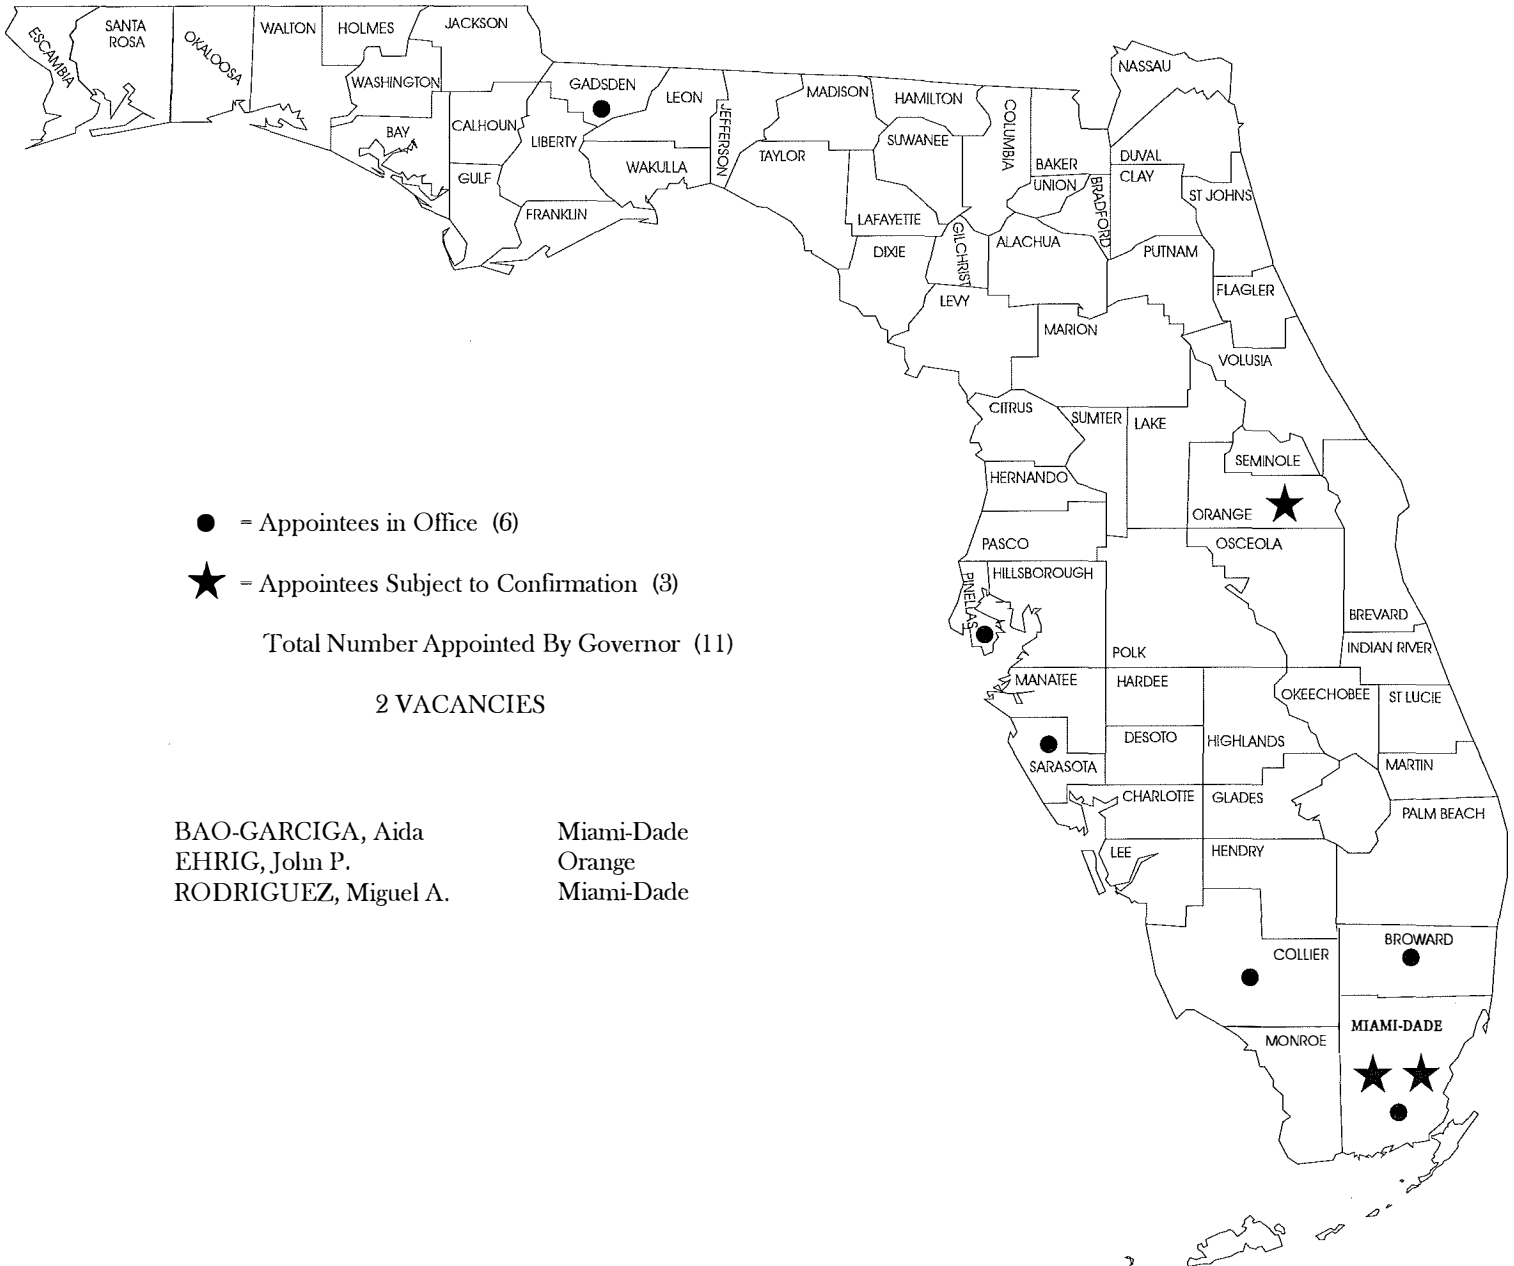 ESCAMBIA
SANTA
ROSA
OKALOOSA
WALTON
HOLMES
JACKSON
WASHINGTON
BAY
CALHOUN
GULF
GADSDEN
LIBERTY
FRANKLIN
LEON
WAKULLA
JEFFERSON
MADISON
TAYLOR
HAMILTON
SUWANEE
LAFAYETTE
DIXIE
COLUMBIA
GILCHRIST
NASSAU
BAKER
DUVAL
UNION
BRADFORD
CLAY
ST JOHNS
ALACHUA
PUTNAM
FLAGLER
LEVY
MARION
VOLUSIA
CITRUS
SUMTER
LAKE
SEMINOLE
HERNANDO
ORANGE
PASCO
OSCEOLA
PINELLAS
HILLSBOROUGH
POLK
BREVARD
INDIAN RIVER
MANATEE
HARDEE
OKEECHOBEE
ST LUCIE
DESOTO
HIGHLANDS
SARASOTA
MARTIN
CHARLOTTE
GLADES
PALM BEACH
LEE
HENDRY
BROWARD
COLLIER
MIAMI-DADE
MONROE
= Appointees in Office (6)
= Appointees Subject to Confirmation (3)
Total Number Appointed By Governor (11)
2 VACANCIES
BAO-GARCIGA, Aida Miami-Dade
EHRIG, John P. Orange
RODRIGUEZ, Miguel A. Miami-Dade